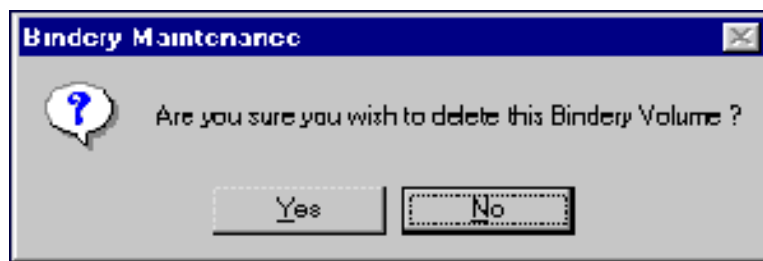 Bindery Maintenance
Are you sure you wish to delete this Bindery Volume ?
Yes No